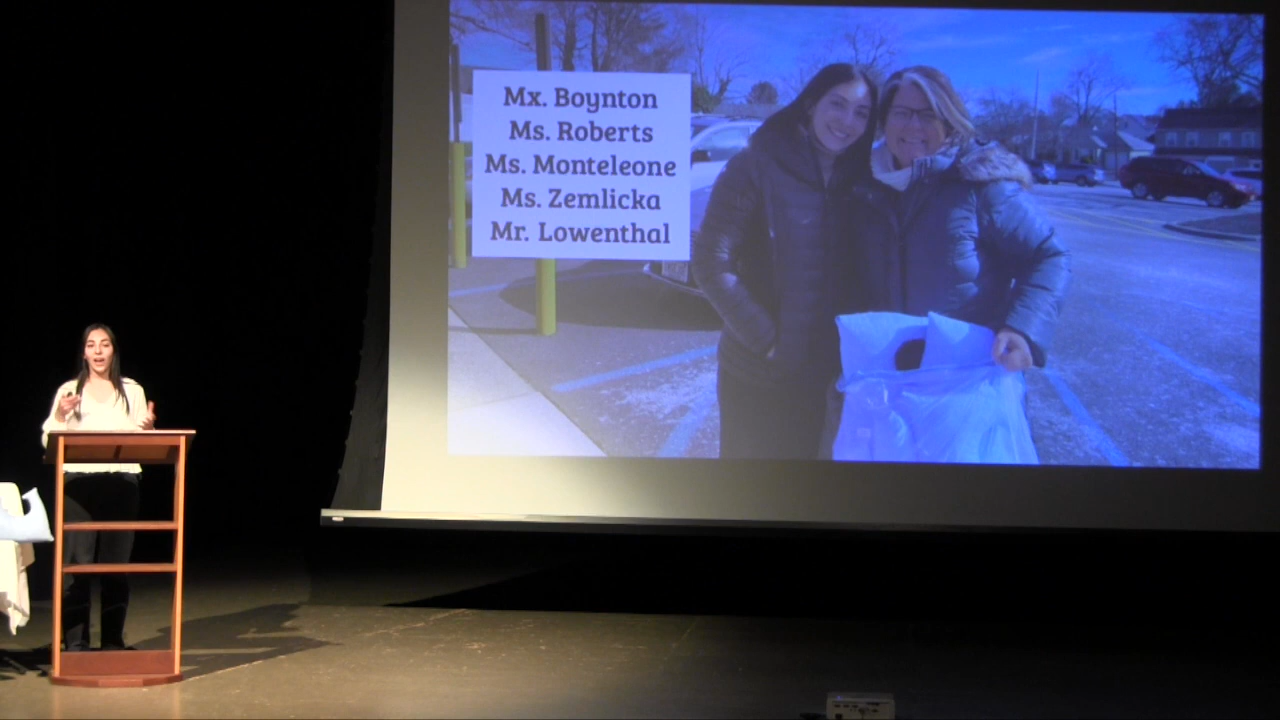 Mx. Boynton
Ms. Roberts
Ms. Monteleone
Ms. Zemlicka
Mr. Lowenthal